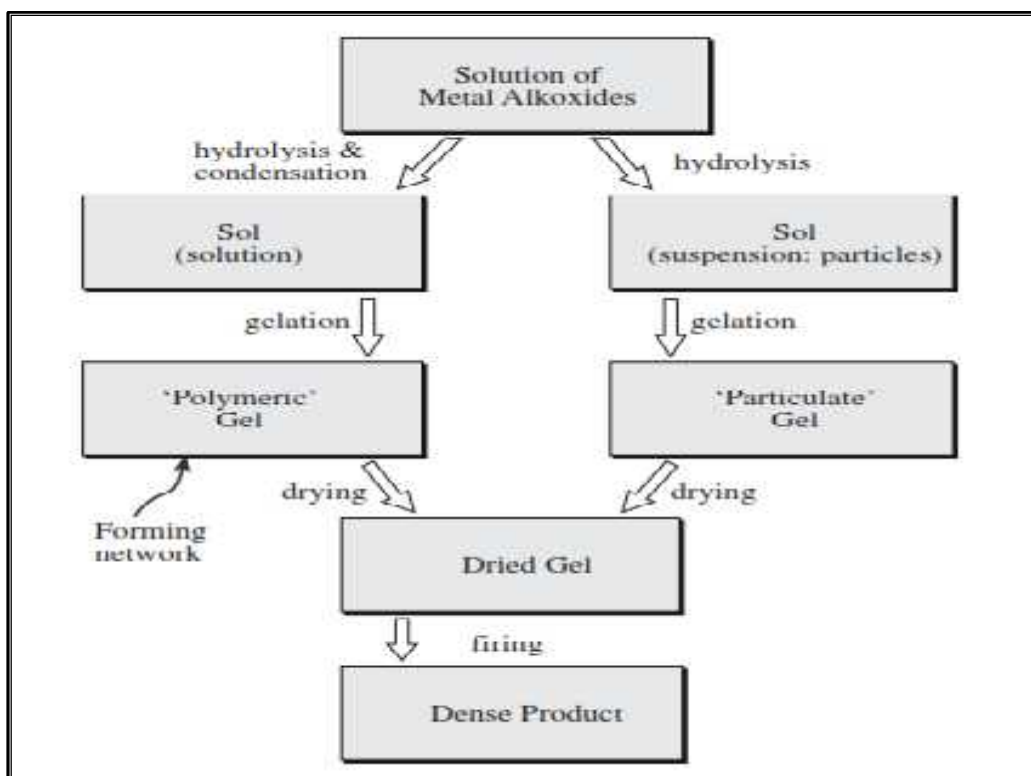 Solution of
Metal Alkoxides
hydrolysis &
condensation
hydrolysis
Sol
(solution)
Sol
(suspension: particles)
gelation
gelation
'Polymeric'
Gel
'Particulate'
Gel
drying
drying
Forming
network
Dried Gel
firing
Dense Product